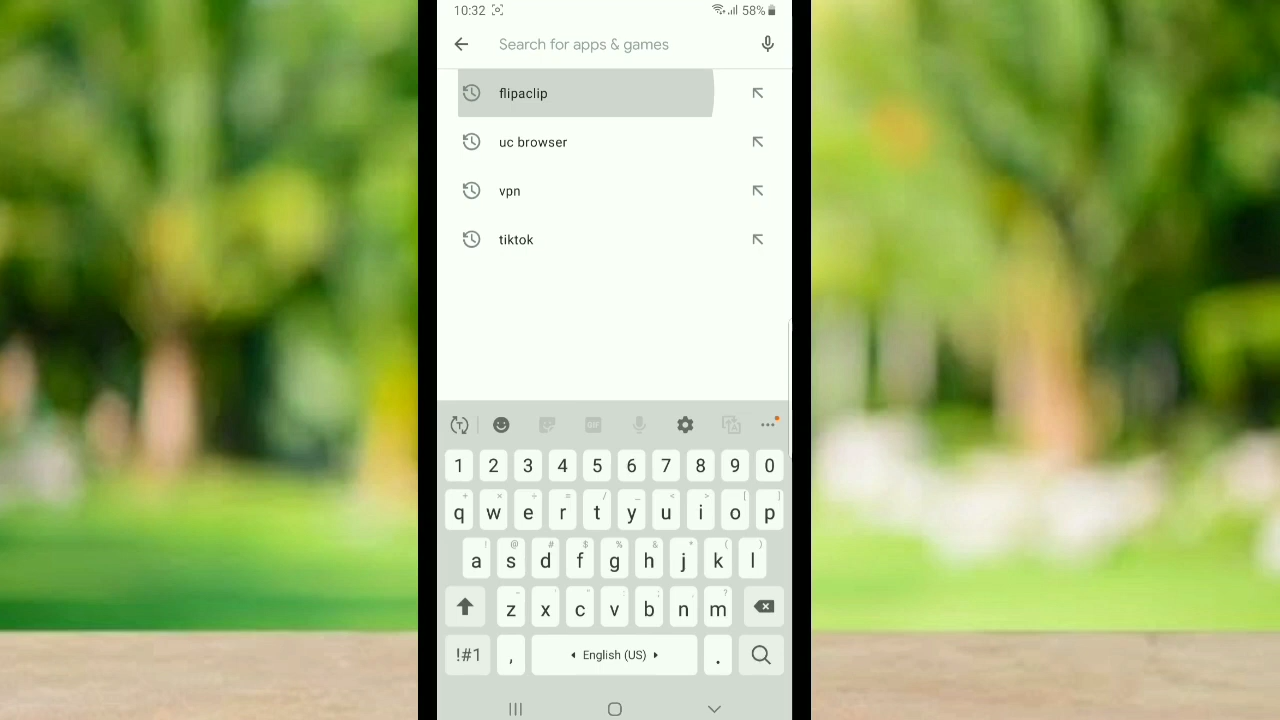 10:32 58%
Search for apps & games
flipaclip
uc browser
vpn
tiktok
GIF
1 2 3 4 5 6 7 8 9 0
q w e r t y u i o p
a s d f g h j k l
z x c v b n m
!#1 , English (US) .